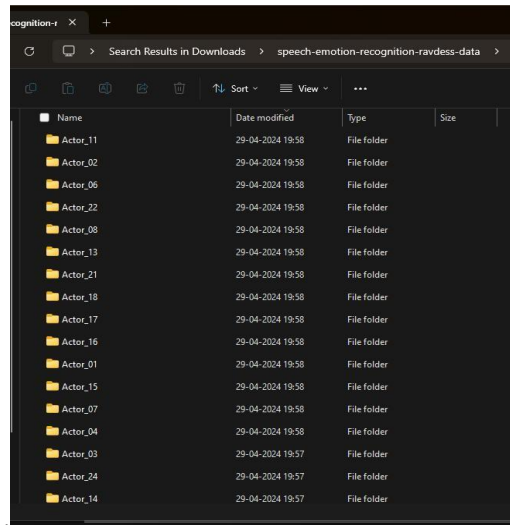 cognition-r × +
Search Results in Downloads > speech-emotion-recognition-ravdess-data >
Sort View ...
Name Date modified Type Size
Actor_11 29-04-2024 19:58 File folder
Actor_02 29-04-2024 19:58 File folder
Actor_06 29-04-2024 19:58 File folder
Actor_22 29-04-2024 19:58 File folder
Actor_08 29-04-2024 19:58 File folder
Actor_13 29-04-2024 19:58 File folder
Actor_21 29-04-2024 19:58 File folder
Actor_18 29-04-2024 19:58 File folder
Actor_17 29-04-2024 19:58 File folder
Actor_16 29-04-2024 19:58 File folder
Actor_01 29-04-2024 19:58 File folder
Actor_15 29-04-2024 19:58 File folder
Actor_07 29-04-2024 19:58 File folder
Actor_04 29-04-2024 19:58 File folder
Actor_03 29-04-2024 19:57 File folder
Actor_24 29-04-2024 19:57 File folder
Actor_14 29-04-2024 19:57 File folder